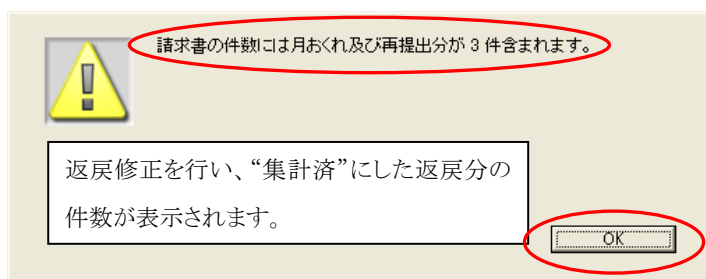 請求書の件数には月おくれ及び再提出分が 3 件含まれます。
返戻修正を行い、“集計済”にした返戻分の
件数が表示されます。
OK